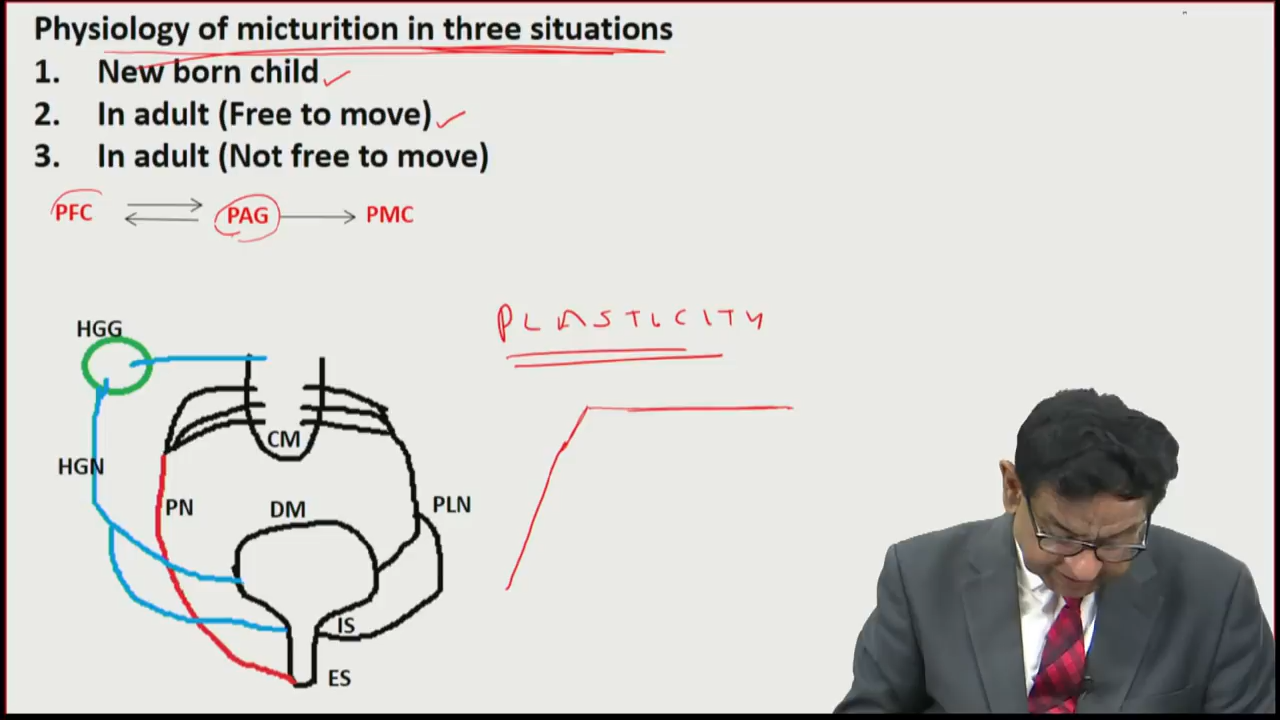 Physiology of micturition in three situations
1. New born child
2. In adult (Free to move)
3. In adult (Not free to move)
PFC PAG PMC
PLASTICITY
HGG
CM
HGN
PN DM PLN
IS
ES